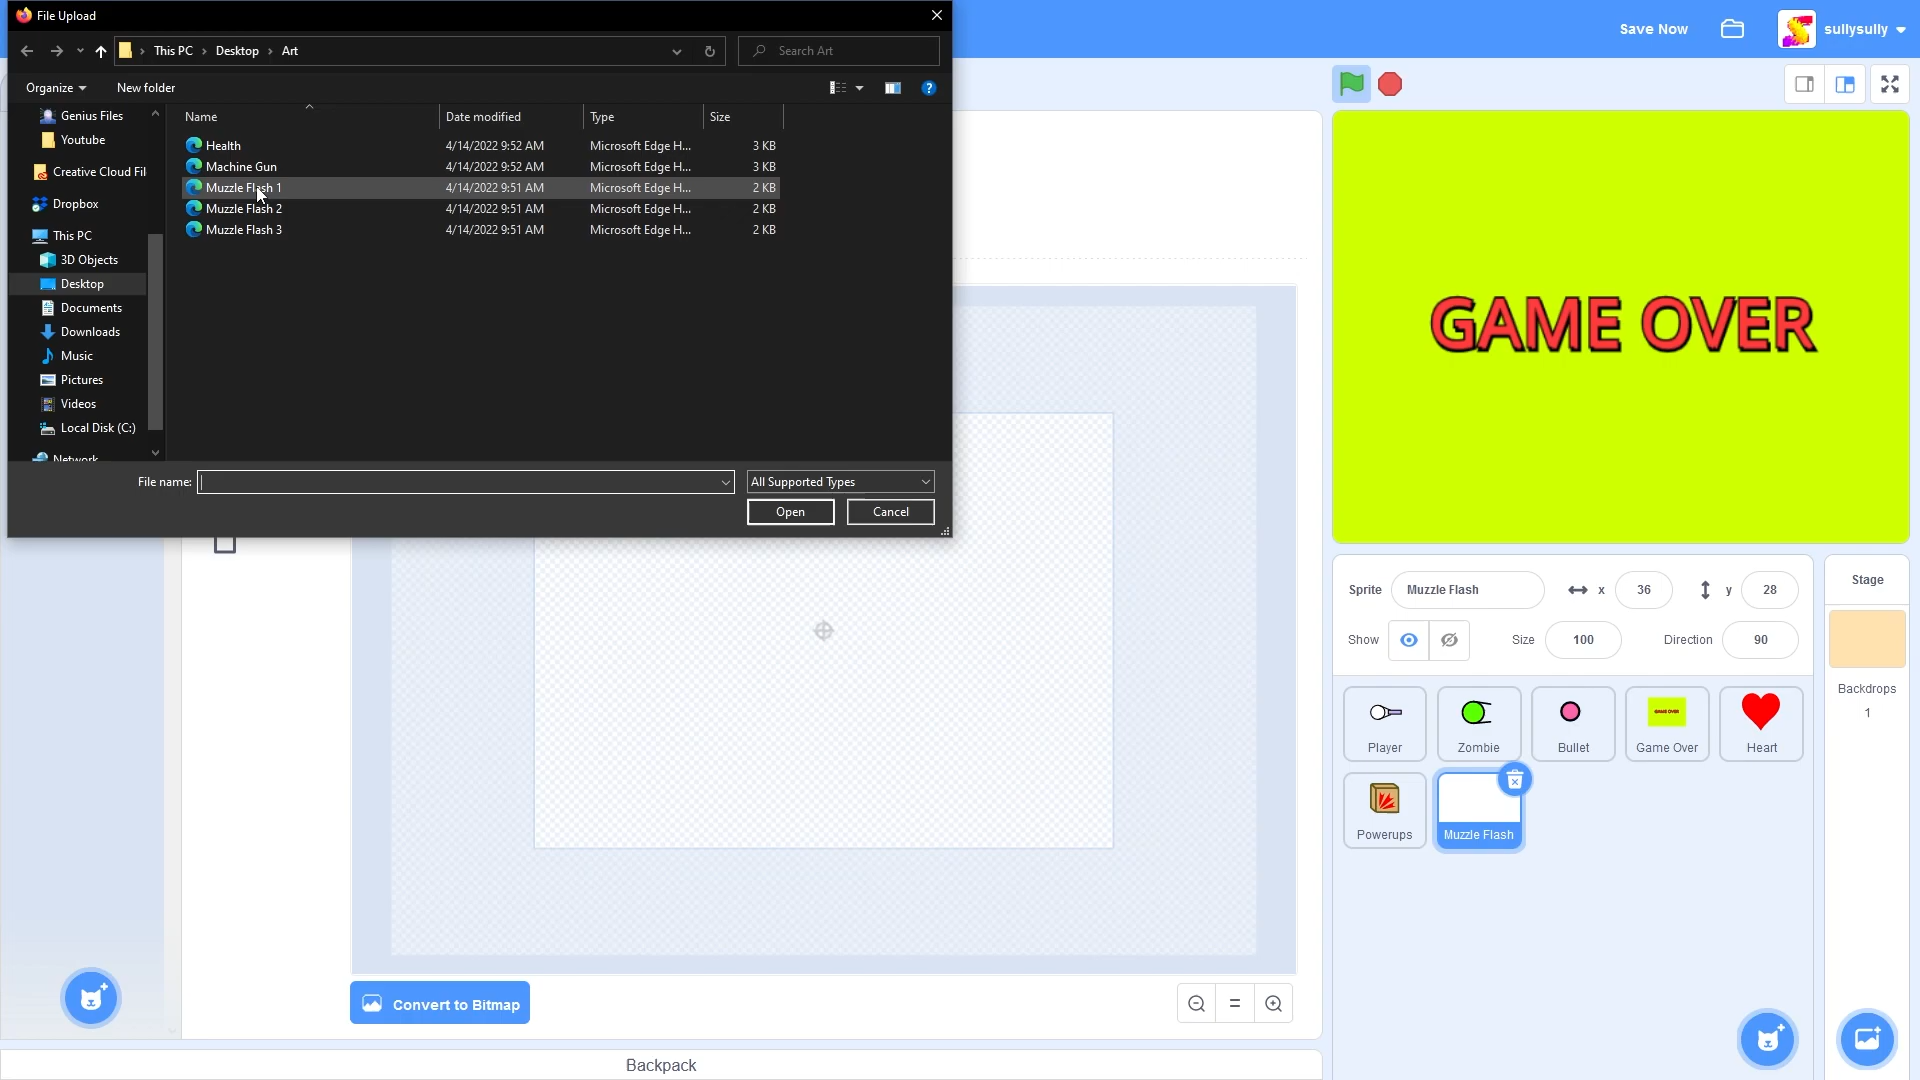 File Upload
This PC
Desktop
Art
Search Art
Organize
New folder
Name
Date modified
Type
Size
Genius Files
Youtube
Creative Cloud Fil
Dropbox
This PC
3D Objects
Desktop
Documents
Downloads
Music
Pictures
Videos
Local Disk (C:)
Network
Health 4/14/2022 9:52 AM Microsoft Edge H... 3 KB
Machine Gun 4/14/2022 9:52 AM Microsoft Edge H... 3 KB
Muzzle Flash 1 4/14/2022 9:51 AM Microsoft Edge H... 2 KB
Muzzle Flash 2 4/14/2022 9:51 AM Microsoft Edge H... 2 KB
Muzzle Flash 3 4/14/2022 9:51 AM Microsoft Edge H... 2 KB
File name:
All Supported Types
Open
Cancel
Save Now
sullysully
GAME OVER
Sprite Muzzle Flash x 36 y 28
Show Size 100 Direction 90
Player
Zombie
Bullet
GAME OVER
Game Over
Heart
Powerups
Muzzle Flash
Stage
Backdrops
1
Convert to Bitmap
Backpack